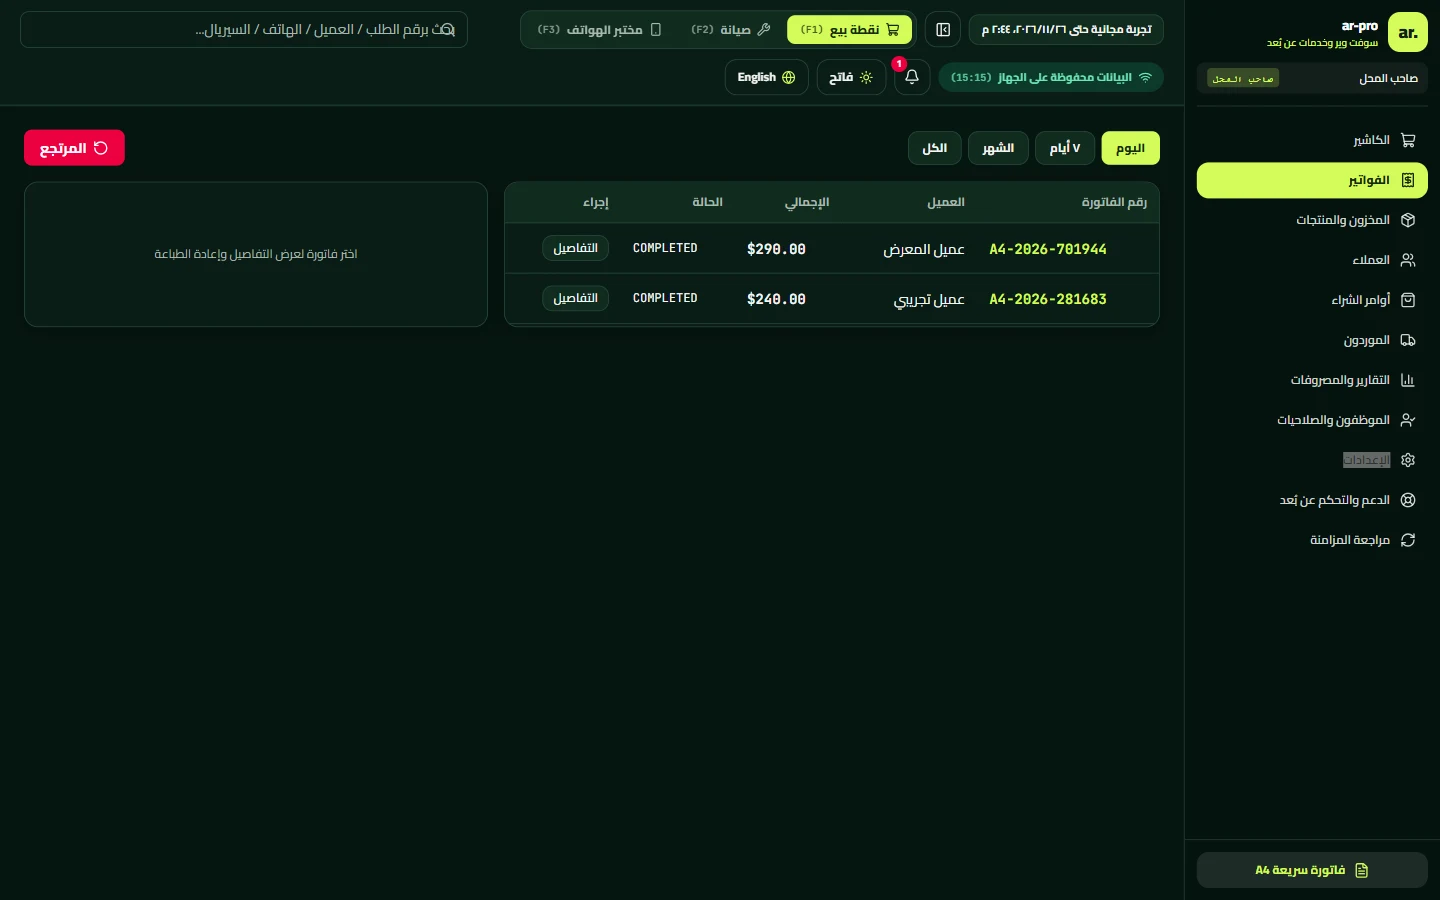 ar-pro
ar.
سوفت وير وخدمات عن بُعد
صاحب المحل
صاحب المحل
الكاشير
الفواتير
المخزون والمنتجات
العملاء
أوامر الشراء
الموردون
التقارير والمصروفات
الموظفون والصلاحيات
الإعدادات
الدعم والتحكم عن بُعد
مراجعة المزامنة
فاتورة سريعة A4
تجربة مجانية حتى ٢٠٢٦/١١/٢٦، ٢:٤٤ م
نقطة بيع (F1)
صيانة (F2)
مختبر الهواتف (F3)
برقم الطلب / العميل / الهاتف / السيريال...
البيانات محفوظة على الجهاز (15:15)
1
فاتح
English
اليوم
٧ أيام
الشهر
الكل
المرتجع
رقم الفاتورة العميل الإجمالي الحالة إجراء
A4-2026-701944 عميل المعرض $290.00 COMPLETED التفاصيل
A4-2026-281683 عميل تجريبي $240.00 COMPLETED التفاصيل
اختر فاتورة لعرض التفاصيل وإعادة الطباعة